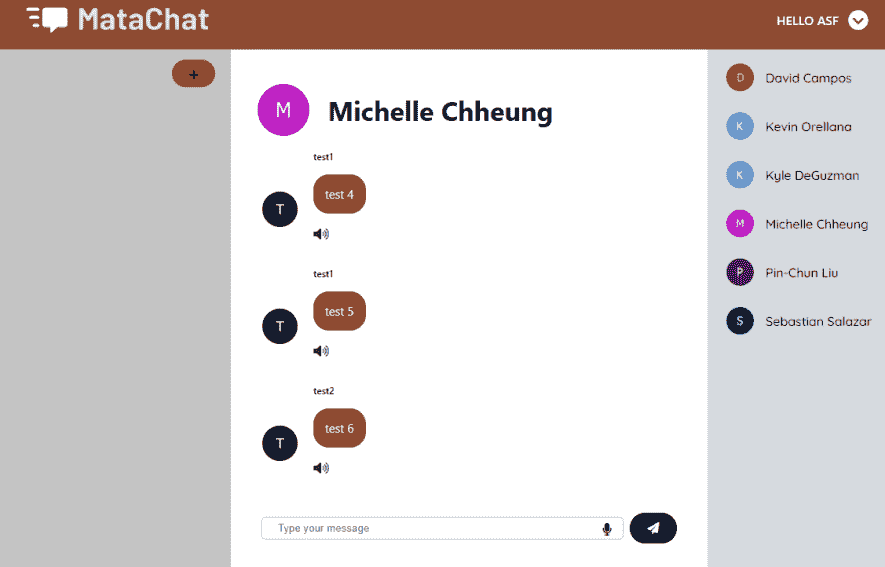 MataChat
HELLO ASF
+
M
Michelle Chheung
test1
T
test 4
test1
T
test 5
test2
T
test 6
Type your message
D
David Campos
K
Kevin Orellana
K
Kyle DeGuzman
M
Michelle Chheung
P
Pin-Chun Liu
S
Sebastian Salazar